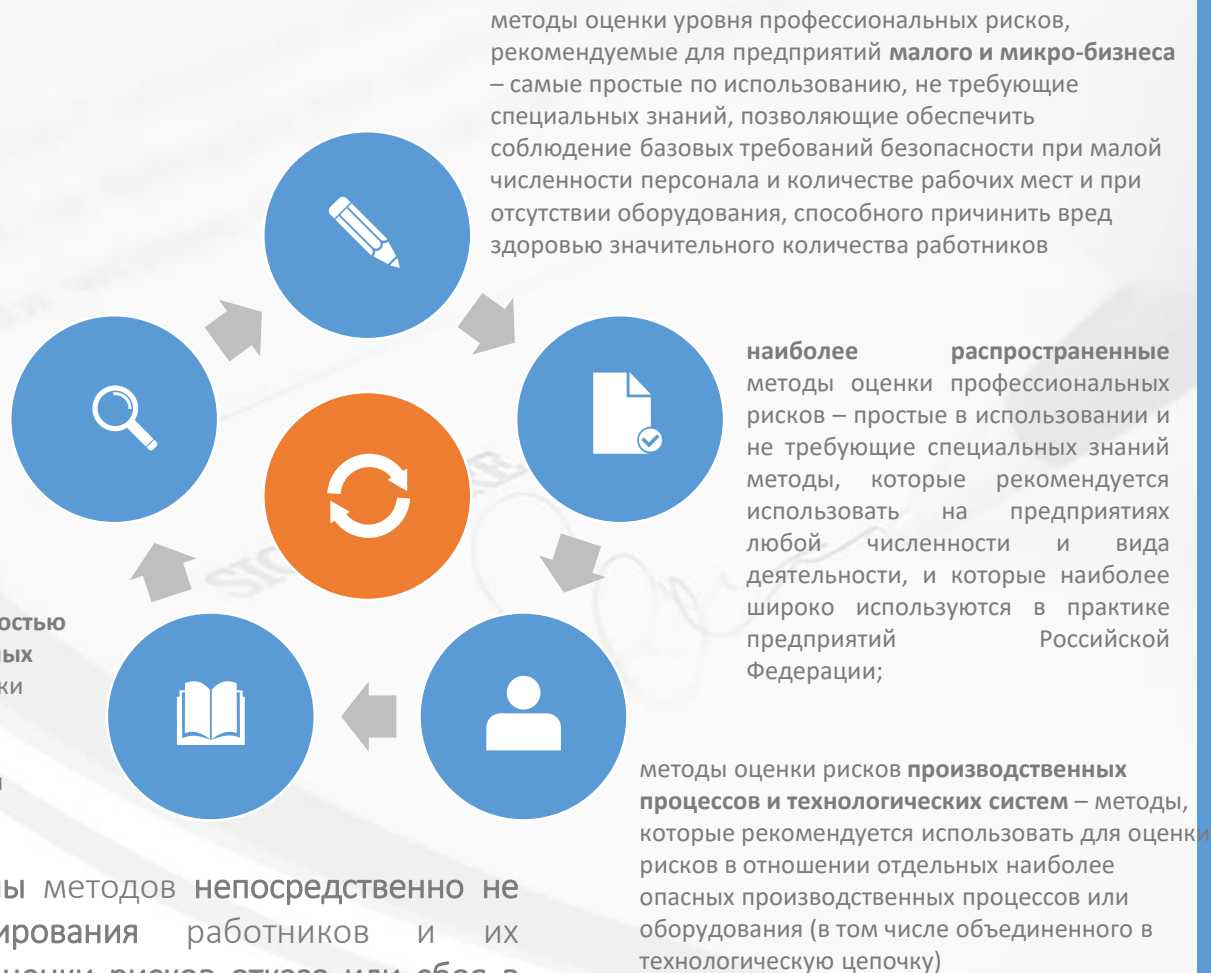 методы оценки уровня профессиональных рисков,
рекомендуемые для предприятий малого и микро-бизнеса
– самые простые по использованию, не требующие
специальных знаний, позволяющие обеспечить
соблюдение базовых требований безопасности при малой
численности персонала и количестве рабочих мест и при
отсутствии оборудования, способного причинить вред
здоровью значительного количества работников
наиболее распространенные
методы оценки профессиональных
рисков – простые в использовании и
не требующие специальных знаний
методы, которые рекомендуется
использовать на предприятиях
любой численности и вида
деятельности, и которые наиболее
широко используются в практике
предприятий Российской
Федерации;
методы оценки рисков производственных
процессов и технологических систем – методы,
которые рекомендуется использовать для оценки
рисков в отношении отдельных наиболее
опасных производственных процессов или
оборудования (в том числе объединенного в
технологическую цепочку)
методов непосредственно не
работников и их
рисков отказа или сбоя в